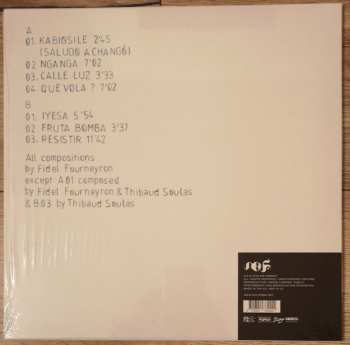 A
01. KABIOSILE 2'45
(SALUDO A CHANGÓ)
02 NGANGA 7'02
03. CALLE LUZ 3'33
04. QUE VOLA ? 7'02
B
01. IYESA 5'54
02. FRUTA BOMBA 3'37
03. RESISTIR 11'42
All compositions
by Fidel Fourneyron
except A.01 composed
by Fidel Fourneyron & Thibaud Soulas
& B.03 by Thibaud Soulas